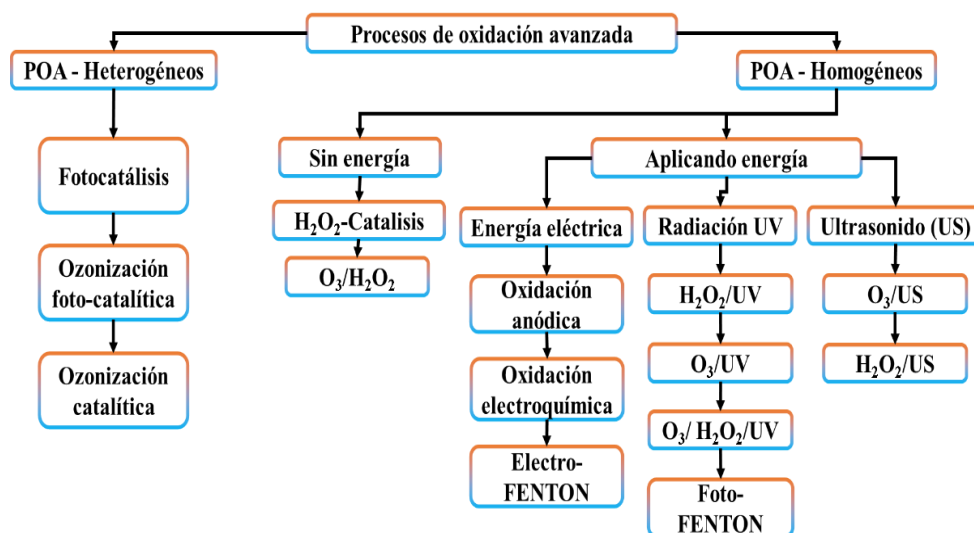 Procesos de oxidación avanzada
POA - Heterogéneos
POA - Homogéneos
Fotocatálisis
Ozonización
foto-catalítica
Ozonización
catalítica
Sin energía
H₂O₂-Catalisis
O₃/H₂O₂
Aplicando energía
Energía eléctrica
Oxidación
anódica
Oxidación
electroquímica
Electro-
FENTON
Radiación UV
H₂O₂/UV
O₃/UV
O₃/ H₂O₂/UV
Foto-
FENTON
Ultrasonido (US)
O₃/US
H₂O₂/US